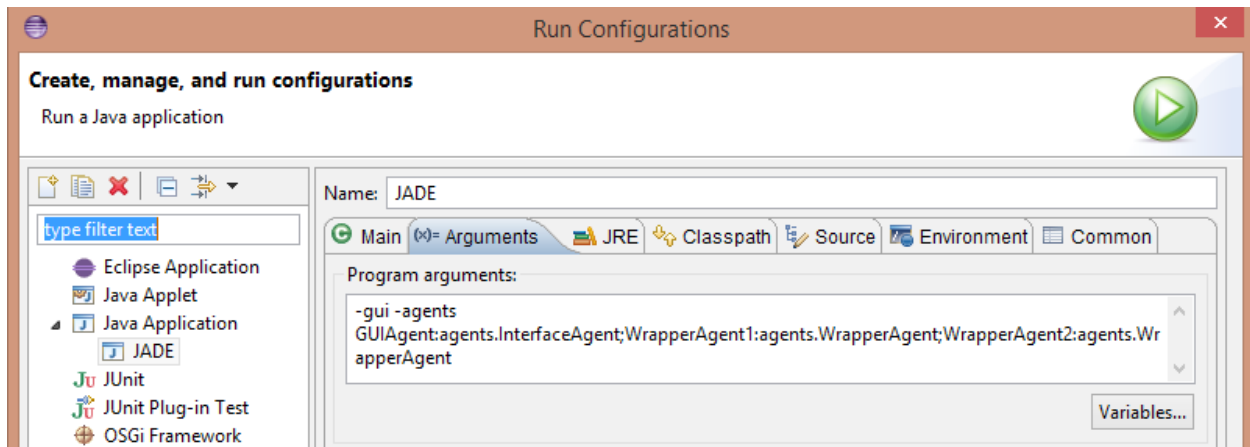 Run Configurations
Create, manage, and run configurations
Run a Java application
type filter text
Eclipse Application
Java Applet
Java Application
JADE
JUnit
JUnit Plug-in Test
OSGi Framework
Name: JADE
Main (x)= Arguments JRE Classpath Source Environment Common
Program arguments:
-gui -agents
GUIAgent:agents.InterfaceAgent;WrapperAgent1:agents.WrapperAgent;WrapperAgent2:agents.Wr
apperAgent
Variables...